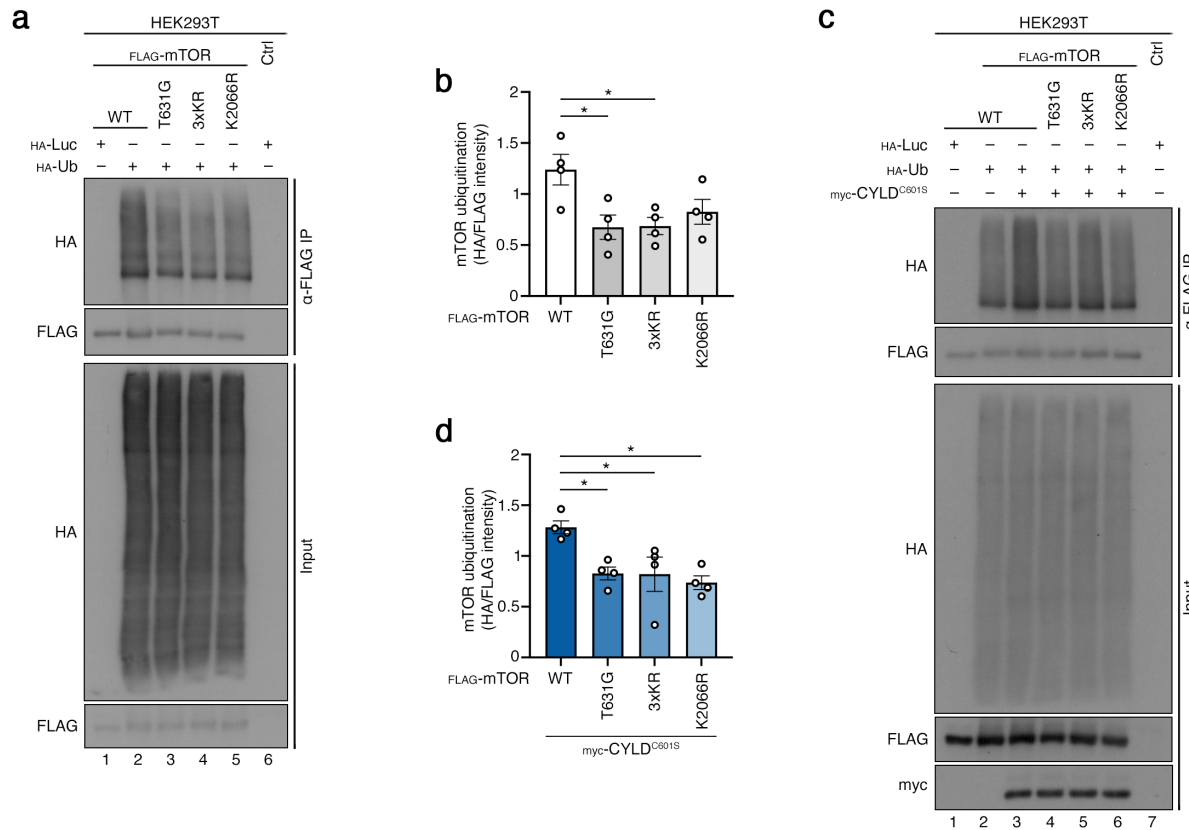 a
HEK293T
FLAG-mTOR
Ctrl
WT
T631G
3xKR
K2066R
HA-Luc + – – – – +
HA-Ub – + + + + –
HA
FLAG
α-FLAG IP
HA
FLAG
Input
1 2 3 4 5 6
b
mTOR ubiquitination
(HA/FLAG intensity)
2
1.5
1
0.5
0
*
*
FLAG-mTOR WT T631G 3xKR K2066R
d
mTOR ubiquitination
(HA/FLAG intensity)
2
1.5
1
0.5
0
*
*
*
FLAG-mTOR WT T631G 3xKR K2066R
myc-CYLD^C601S
c
HEK293T
FLAG-mTOR
Ctrl
WT
T631G
3xKR
K2066R
HA-Luc + – – – – – +
HA-Ub – + + + + + –
myc-CYLD^C601S – – + + + + –
HA
FLAG
HA
FLAG
myc
1 2 3 4 5 6 7